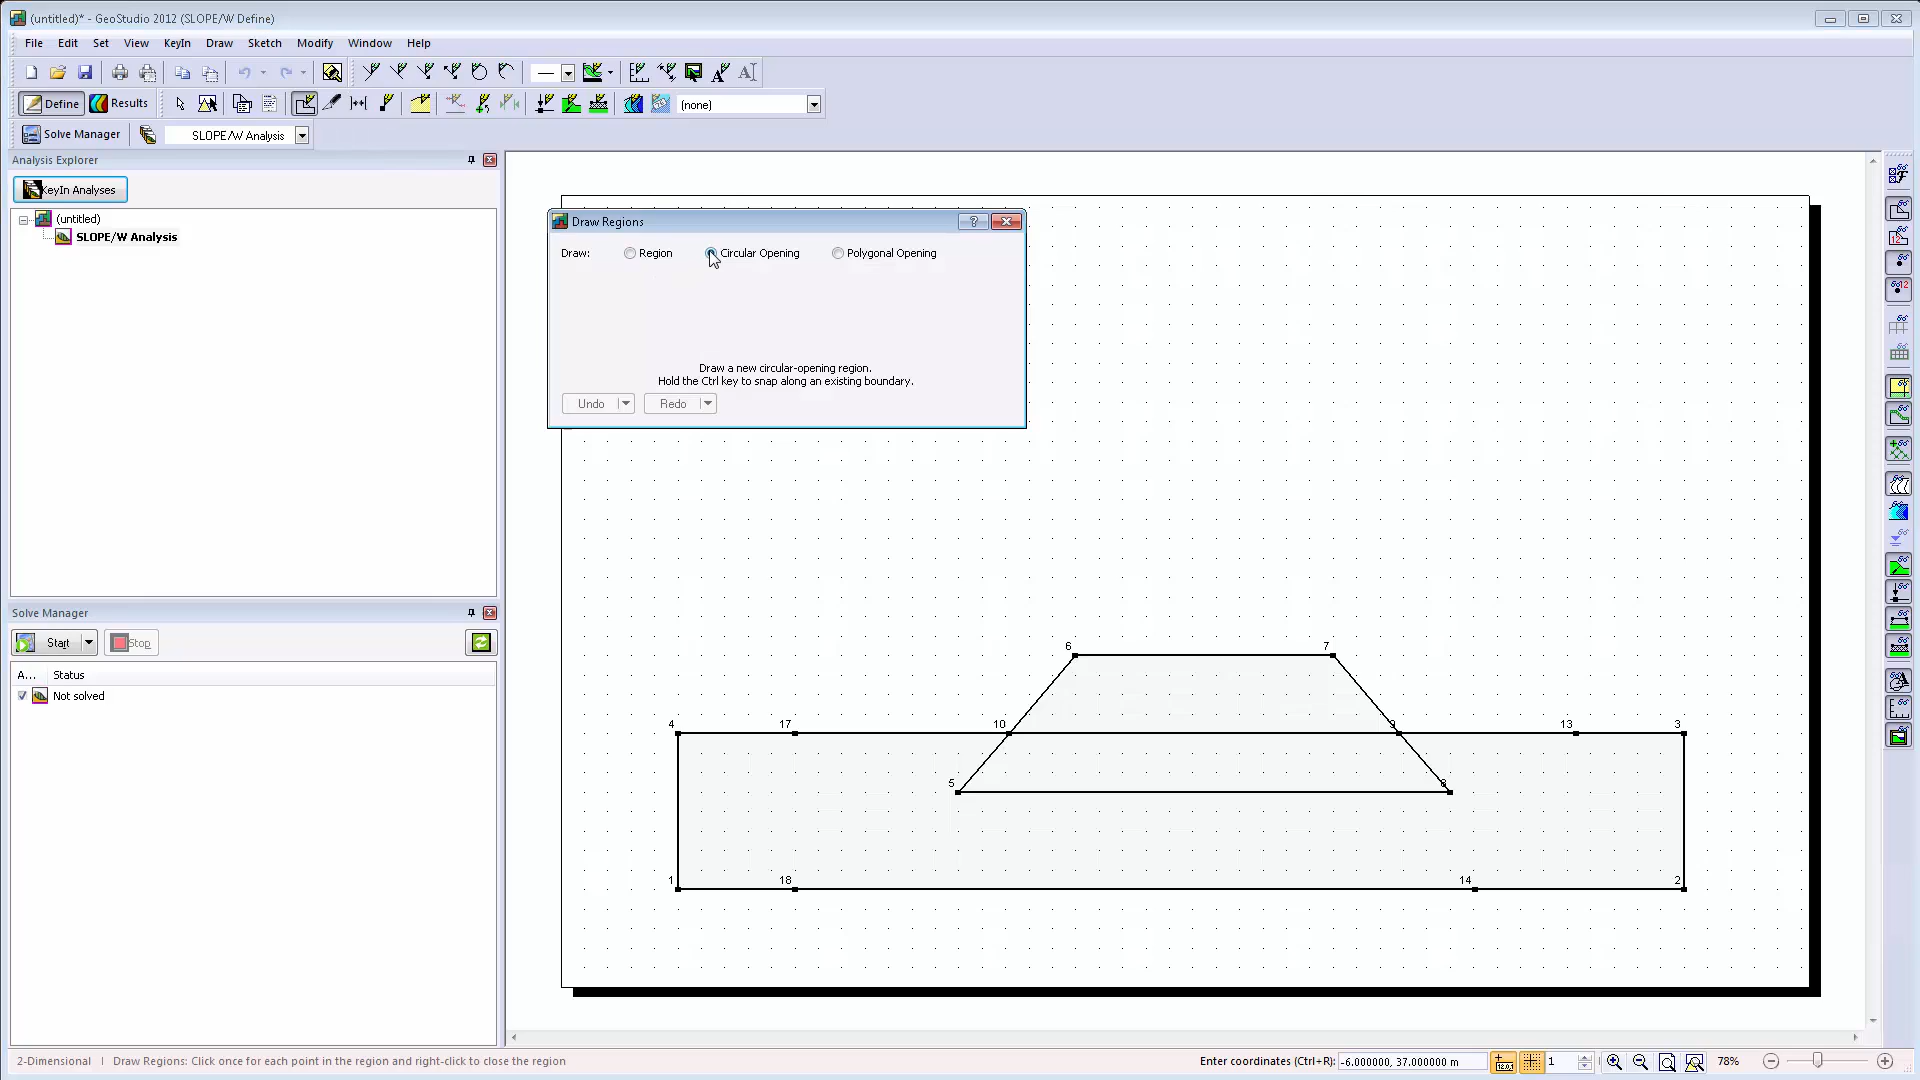 (untitled)* - GeoStudio 2012 (SLOPE/W Define)
File Edit Set View KeyIn Draw Sketch Modify Window Help
Define Results (none)
Solve Manager SLOPE/W Analysis
Analysis Explorer
KeyIn Analyses
(untitled)
SLOPE/W Analysis
Draw Regions
Draw: Region Circular Opening Polygonal Opening
Draw a new circular-opening region.
Hold the Ctrl key to snap along an existing boundary.
Undo Redo
Solve Manager
Start Stop
A... Status
Not solved
6 7
4 17 10 9 13 3
5 8
1 18 14 2
2-Dimensional Draw Regions: Click once for each point in the region and right-click to close the region
Enter coordinates (Ctrl+R): -6.000000, 37.000000 m 1 78%